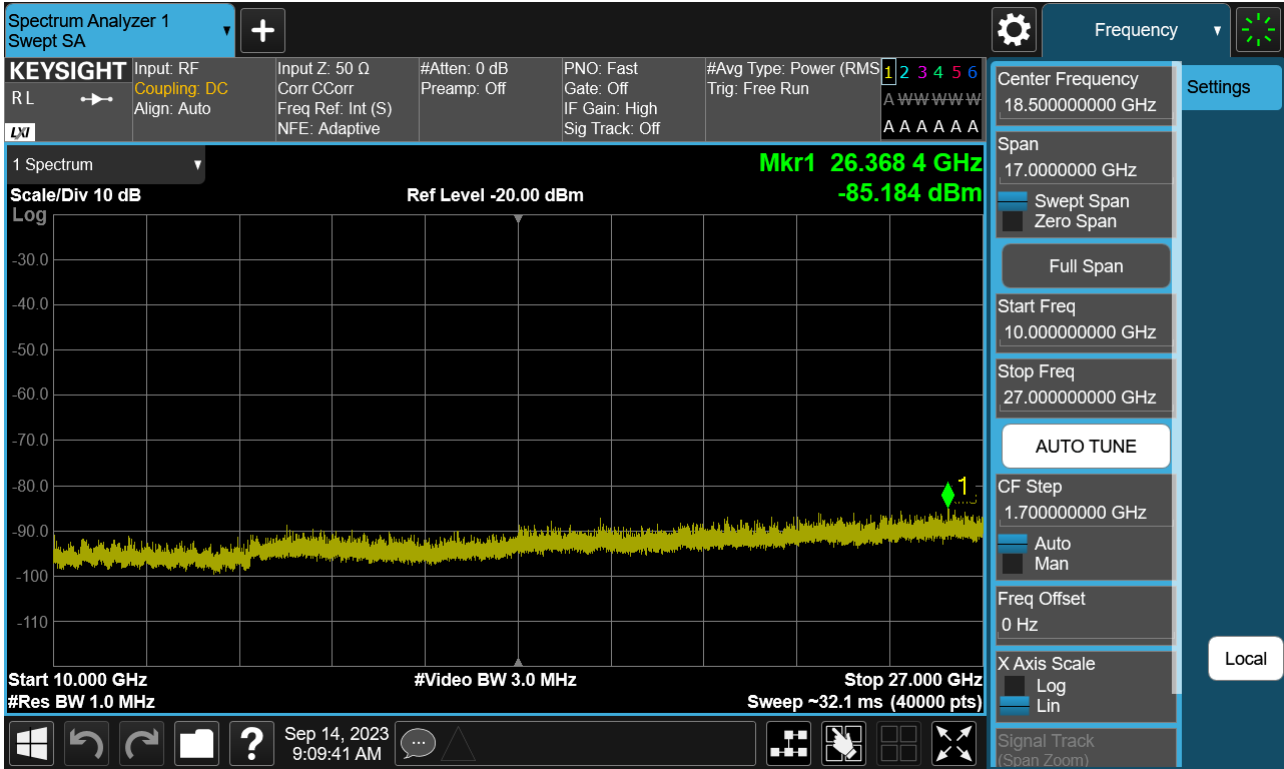 Spectrum Analyzer 1
Swept SA
Frequency
KEYSIGHT
RL
LXI
Input: RF
Coupling: DC
Align: Auto
Input Z: 50 Ω
Corr CCorr
Freq Ref: Int (S)
NFE: Adaptive
#Atten: 0 dB
Preamp: Off
PNO: Fast
Gate: Off
IF Gain: High
Sig Track: Off
#Avg Type: Power (RMS
Trig: Free Run
1 2 3 4 5 6
A W W W W W
A A A A A A
1 Spectrum
Mkr1 26.368 4 GHz
Scale/Div 10 dB
Ref Level -20.00 dBm
-85.184 dBm
Log
-30.0
-40.0
-50.0
-60.0
-70.0
-80.0
1
-90.0
-100
-110
Start 10.000 GHz
#Video BW 3.0 MHz
Stop 27.000 GHz
#Res BW 1.0 MHz
Sweep ~32.1 ms (40000 pts)
Sep 14, 2023
9:09:41 AM
?
Center Frequency
18.500000000 GHz
Settings
Span
17.0000000 GHz
Swept Span
Zero Span
Full Span
Start Freq
10.000000000 GHz
Stop Freq
27.000000000 GHz
AUTO TUNE
CF Step
1.700000000 GHz
Auto
Man
Freq Offset
0 Hz
X Axis Scale
Log
Lin
Local
Signal Track
(Span Zoom)